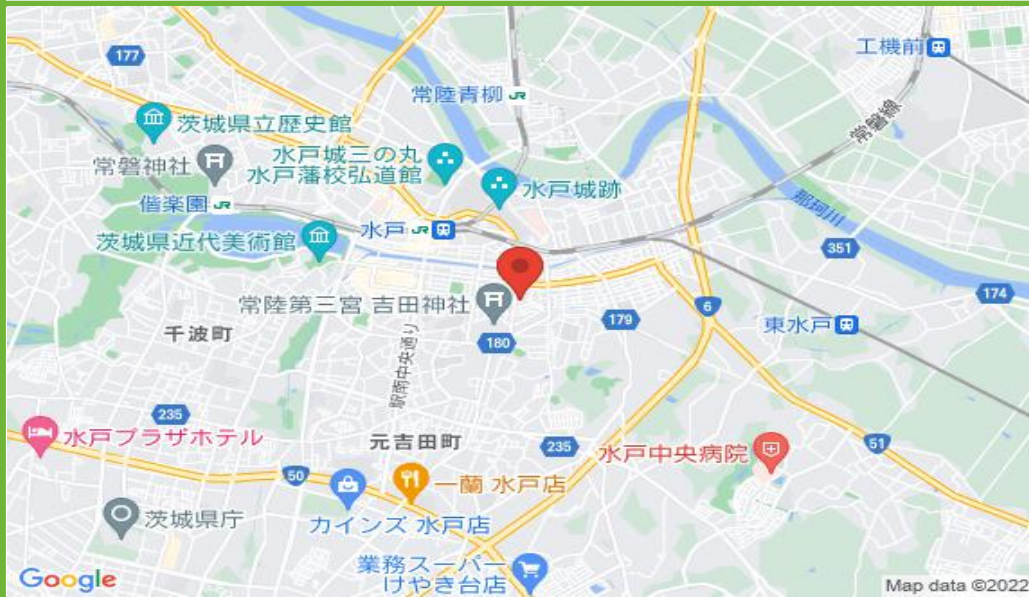 177
工機前
常陸青柳 JR
茨城県立歴史館
水戸城三の丸
水戸藩校弘道館
常磐神社
水戸城跡
偕楽園 JR
那珂川
水戸 JR
茨城県近代美術館
351
174
常陸第三宮 吉田神社
6
179
東水戸
千波町
180
駅南中央通り
235
水戸プラザホテル
元吉田町
235
水戸中央病院
51
50
一蘭 水戸店
茨城県庁
カインズ 水戸店
業務スーパー
けやき台店
Google
Map data ©2022